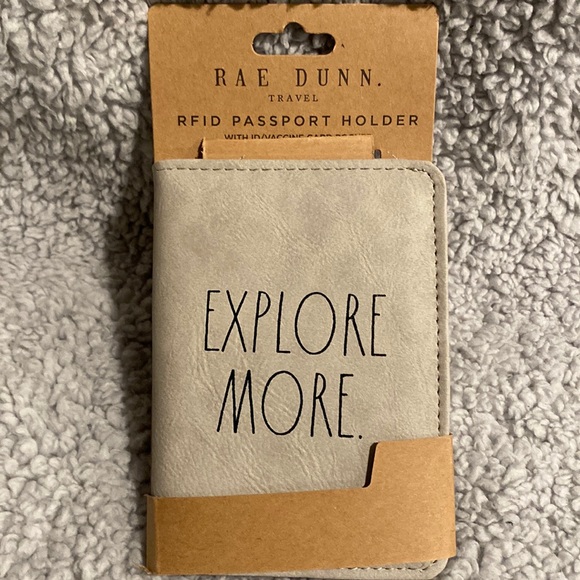 RAE DUNN.
TRAVEL
RFID PASSPORT HOLDER
WITH ID/VACCINE CARD
EXPLORE
MORE.